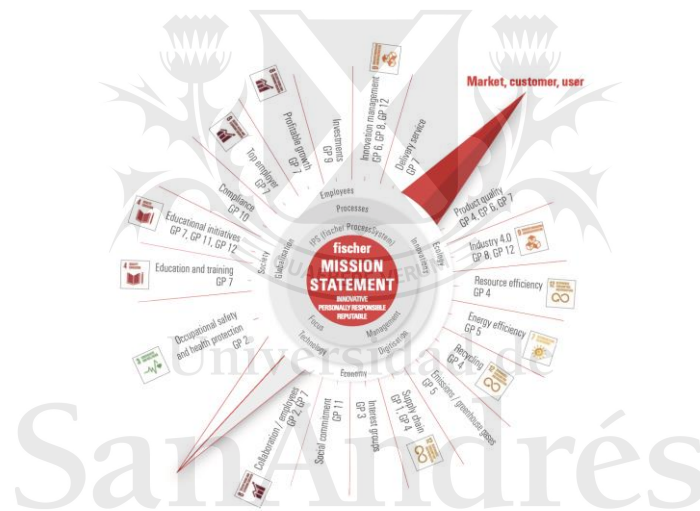 Market, customer, user
Innovation management
GP 6, GP 8, GP 12
Delivery service
GP 7
Investments
GP 9
Profitable growth
GP 7
Top employer
GP 7
Compliance
GP 10
Educational initiatives
GP 7, GP 11, GP 12
Education and training
GP 7
Occupational safety
and health protection
GP 2
Collaboration / employees
GP 2, GP 7
Social commitment
GP 11
Interest groups
GP 3
Supply chain
GP 1, GP 4
Emissions / greenhouse gases
GP 5
Recycling
GP 4
Energy efficiency
GP 5
Resource efficiency
GP 4
Industry 4.0
GP 8, GP 12
Product quality
GP 4, GP 6, GP 7
Employees
Processes
fPS (fischer ProcessSystem)
Society
Globalisation
Ecology
Focus
Technology
Management
Digitisation
Economy
fischer
MISSION
STATEMENT
INNOVATIVE
PERSONALLY RESPONSIBLE
REPUTABLE
Universidad de
SanAndrés